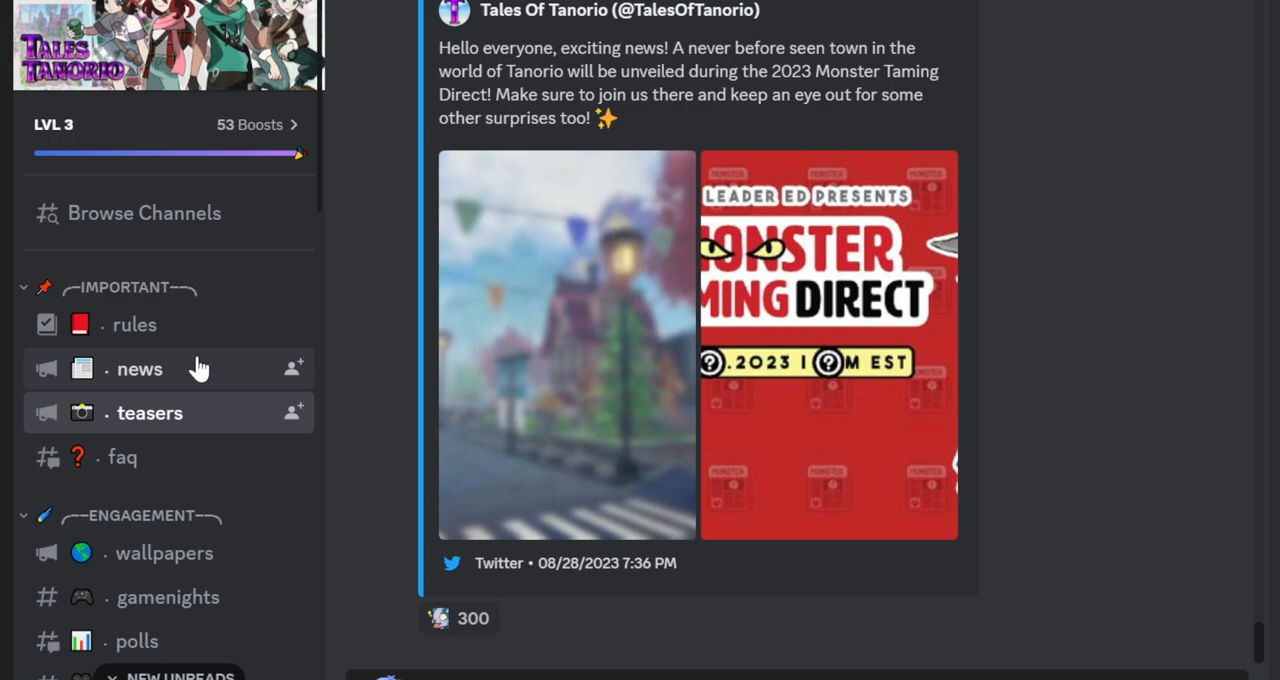 TALES
TANORIO
LVL 3
53 Boosts
Browse Channels
IMPORTANT
rules
news
teasers
faq
ENGAGEMENT
wallpapers
gamenights
polls
NEW UNREADS
Tales Of Tanorio (@TalesOfTanorio)
Hello everyone, exciting news! A never before seen town in the
world of Tanorio will be unveiled during the 2023 Monster Taming
Direct! Make sure to join us there and keep an eye out for some
other surprises too! ✨
LEADER ED PRESENTS
MONSTER
MING DIRECT
?.2023 | ?M EST
Twitter • 08/28/2023 7:36 PM
300